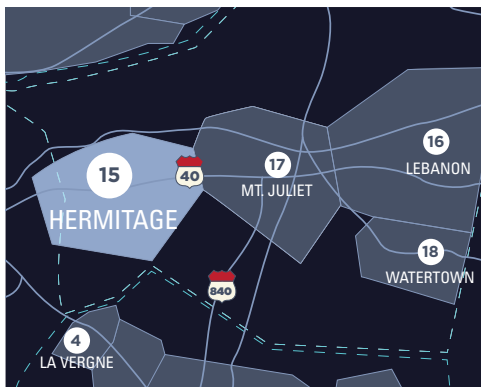 16
LEBANON
15
HERMITAGE
40
17
MT. JULIET
18
WATERTOWN
840
4
LA VERGNE